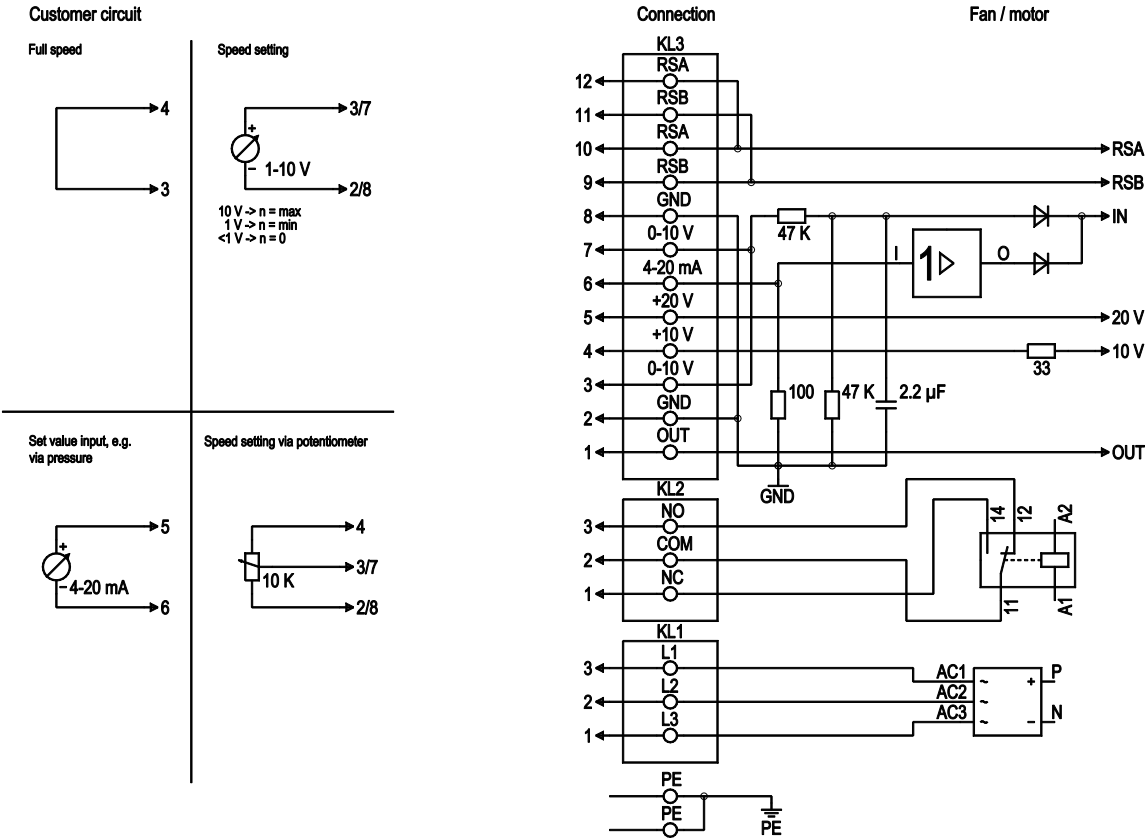 Customer circuit
Connection
Fan / motor
Full speed
4
3
Speed setting
3/7
+
− 1-10 V
2/8
10 V -> n = max
1 V -> n = min
<1 V -> n = 0
Set value input, e.g.
via pressure
5
+
− 4-20 mA
6
Speed setting via potentiometer
4
3/7
10 K
2/8
KL3
12 RSA
11 RSB
10 RSA RSA
9 RSB RSB
8 GND IN
47 K
7 0-10 V
I 1 O
6 4-20 mA
5 +20 V 20 V
4 +10 V 10 V
33
3 0-10 V
100 47 K 2.2 µF
2 GND
1 OUT OUT
GND
KL2
3 NO
2 COM
1 NC
14 12 A2
11 A1
KL1
3 L1
2 L2
1 L3
AC1 ~ + P
AC2 ~
AC3 ~ − N
PE
PE
PE